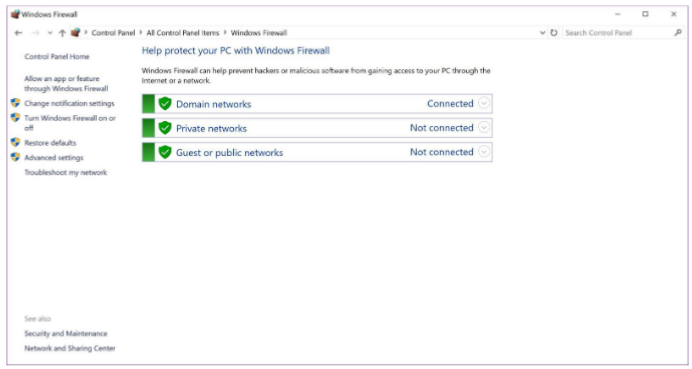 Windows Firewall
Control Panel > All Control Panel Items > Windows Firewall
Search Control Panel
Control Panel Home
Allow an app or feature
through Windows Firewall
Change notification settings
Turn Windows Firewall on or
off
Restore defaults
Advanced settings
Troubleshoot my network
Help protect your PC with Windows Firewall
Windows Firewall can help prevent hackers or malicious software from gaining access to your PC through the
Internet or a network.
Domain networks Connected
Private networks Not connected
Guest or public networks Not connected
See also
Security and Maintenance
Network and Sharing Center